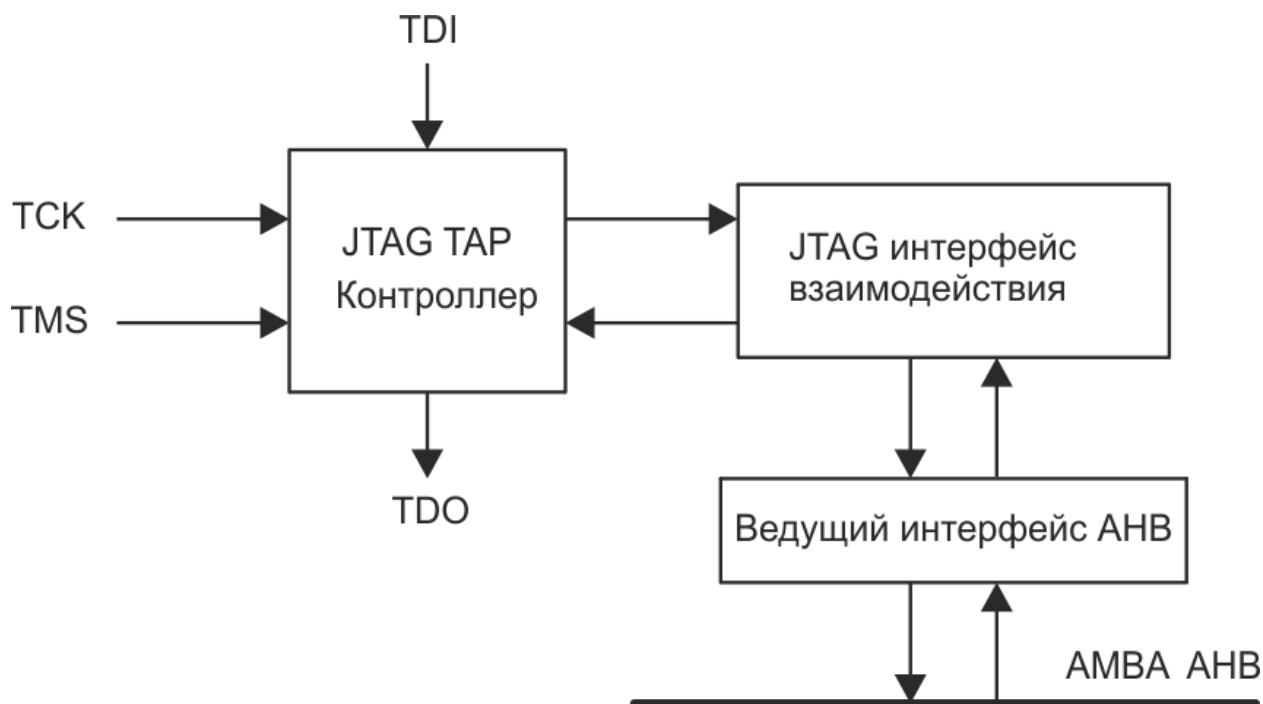 TDI
TCK
JTAG TAP
Контроллер
JTAG интерфейс
взаимодействия
TMS
TDO
Ведущий интерфейс AHB
AMBA AHB